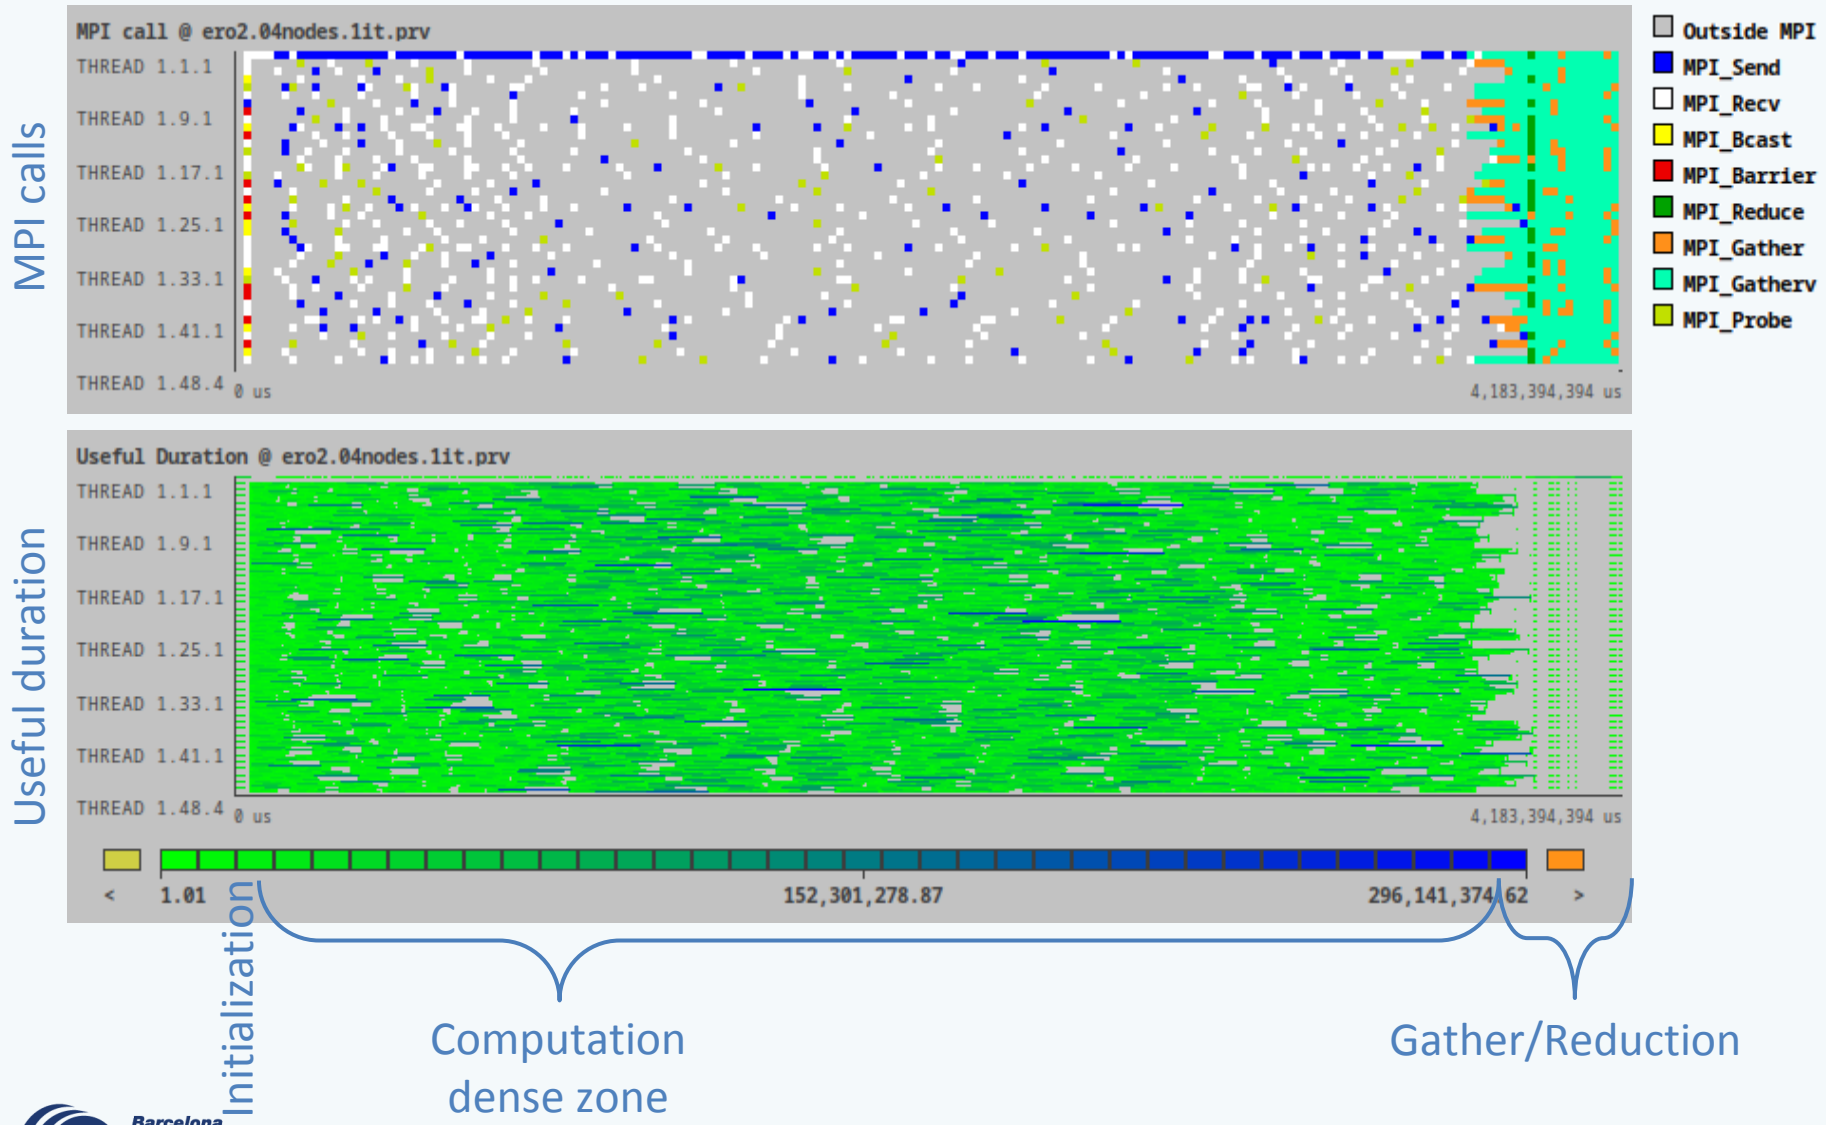 MPI calls
MPI call @ ero2.04nodes.1it.prv
THREAD 1.1.1
THREAD 1.9.1
THREAD 1.17.1
THREAD 1.25.1
THREAD 1.33.1
THREAD 1.41.1
THREAD 1.48.4
0 us
4,183,394,394 us
Outside MPI
MPI_Send
MPI_Recv
MPI_Bcast
MPI_Barrier
MPI_Reduce
MPI_Gather
MPI_Gatherv
MPI_Probe
Useful duration
Useful Duration @ ero2.04nodes.1it.prv
THREAD 1.1.1
THREAD 1.9.1
THREAD 1.17.1
THREAD 1.25.1
THREAD 1.33.1
THREAD 1.41.1
THREAD 1.48.4
0 us
4,183,394,394 us
<
1.01
152,301,278.87
296,141,374.62
>
Initialization
Computation
dense zone
Gather/Reduction
Barcelona